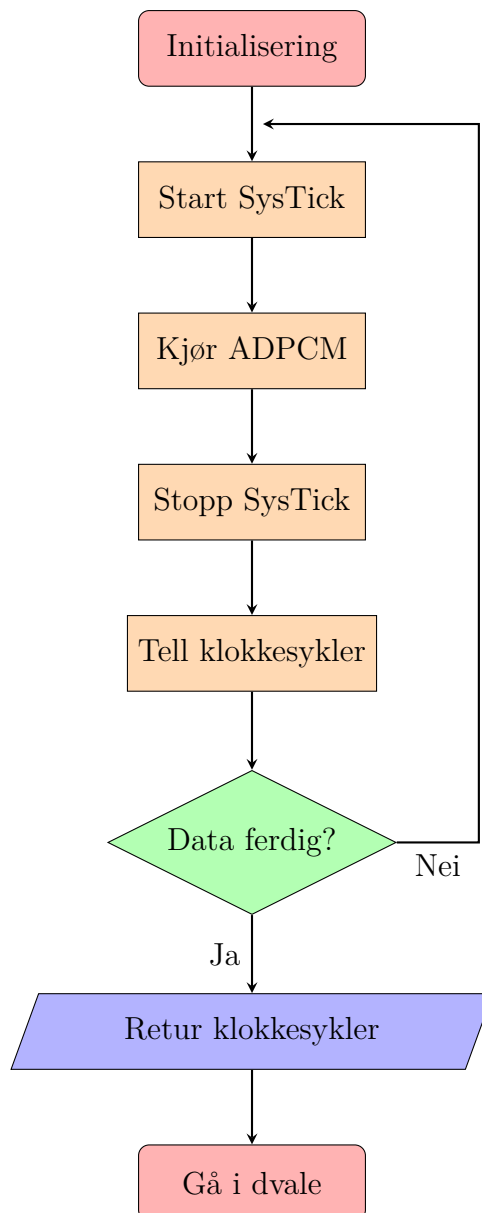 Initialisering
Start SysTick
Kjør ADPCM
Stopp SysTick
Tell klokkesykler
Data ferdig?
Nei
Ja
Retur klokkesykler
Gå i dvale